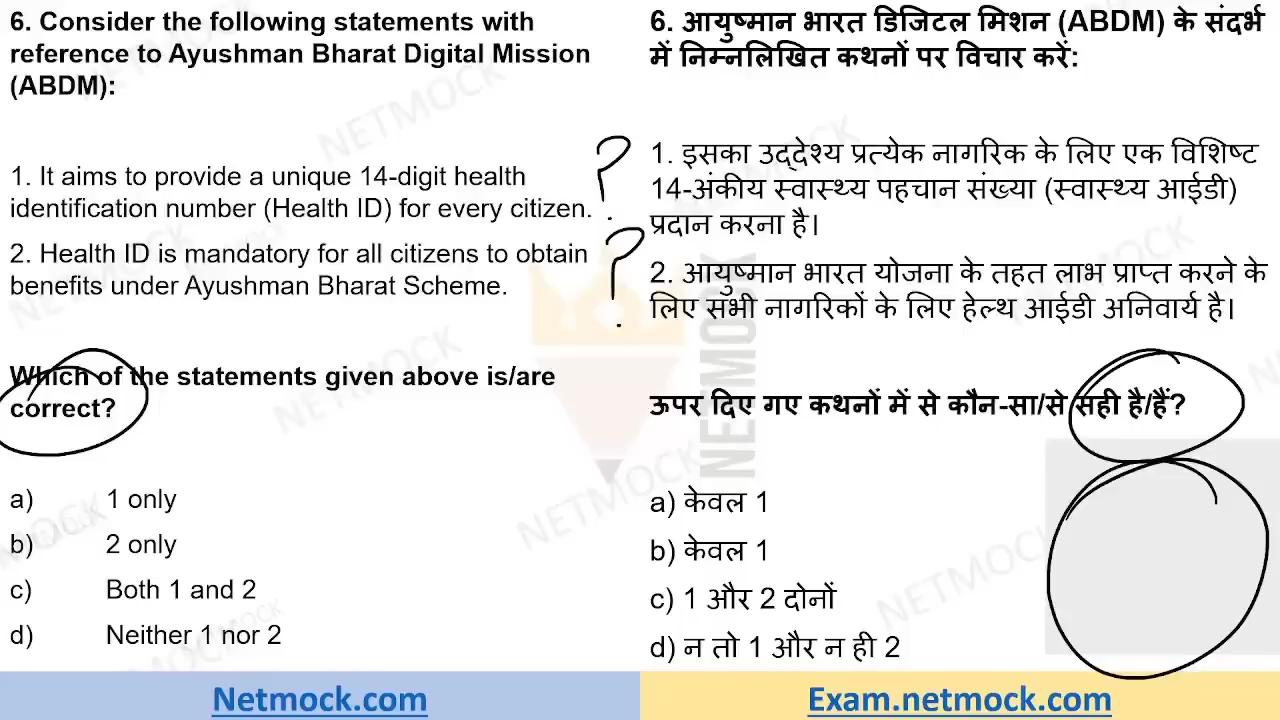 6. Consider the following statements with
reference to Ayushman Bharat Digital Mission
(ABDM):
1. It aims to provide a unique 14-digit health
identification number (Health ID) for every citizen.
2. Health ID is mandatory for all citizens to obtain
benefits under Ayushman Bharat Scheme.
Which of the statements given above is/are
correct?
a) 1 only
b) 2 only
c) Both 1 and 2
d) Neither 1 nor 2
?
?
6. आयुष्मान भारत डिजिटल मिशन (ABDM) के संदर्भ
में निम्नलिखित कथनों पर विचार करें:
1. इसका उद्देश्य प्रत्येक नागरिक के लिए एक विशिष्ट
14-अंकीय स्वास्थ्य पहचान संख्या (स्वास्थ्य आईडी)
प्रदान करना है।
2. आयुष्मान भारत योजना के तहत लाभ प्राप्त करने के
लिए सभी नागरिकों के लिए हेल्थ आईडी अनिवार्य है।
ऊपर दिए गए कथनों में से कौन-सा/से सही है/हैं?
a) केवल 1
b) केवल 1
c) 1 और 2 दोनों
d) न तो 1 और न ही 2
NETMOCK
Netmock.com
Exam.netmock.com